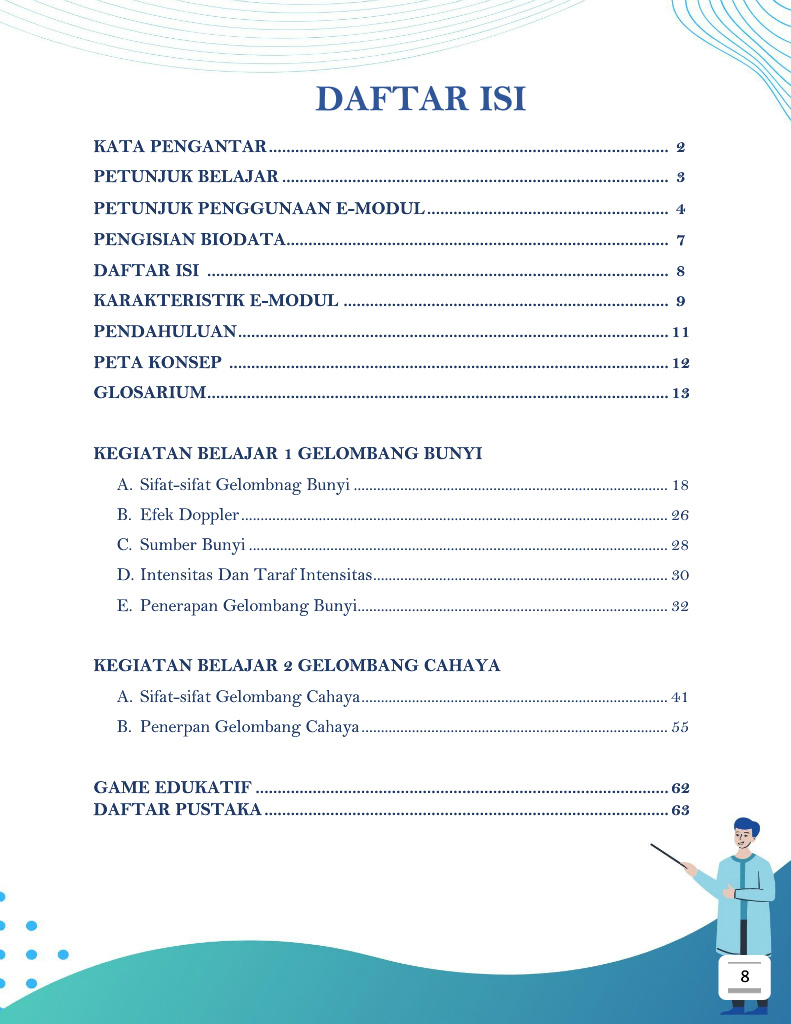 DAFTAR ISI
KATA PENGANTAR ........ 2
PETUNJUK BELAJAR ........ 3
PETUNJUK PENGGUNAAN E-MODUL ........ 4
PENGISIAN BIODATA ........ 7
DAFTAR ISI ........ 8
KARAKTERISTIK E-MODUL ........ 9
PENDAHULUAN ........ 11
PETA KONSEP ........ 12
GLOSARIUM ........ 13
KEGIATAN BELAJAR 1 GELOMBANG BUNYI
A. Sifat-sifat Gelombnag Bunyi ........ 18
B. Efek Doppler ........ 26
C. Sumber Bunyi ........ 28
D. Intensitas Dan Taraf Intensitas ........ 30
E. Penerapan Gelombang Bunyi ........ 32
KEGIATAN BELAJAR 2 GELOMBANG CAHAYA
A. Sifat-sifat Gelombang Cahaya ........ 41
B. Penerpan Gelombang Cahaya ........ 55
GAME EDUKATIF ........ 62
DAFTAR PUSTAKA ........ 63
8